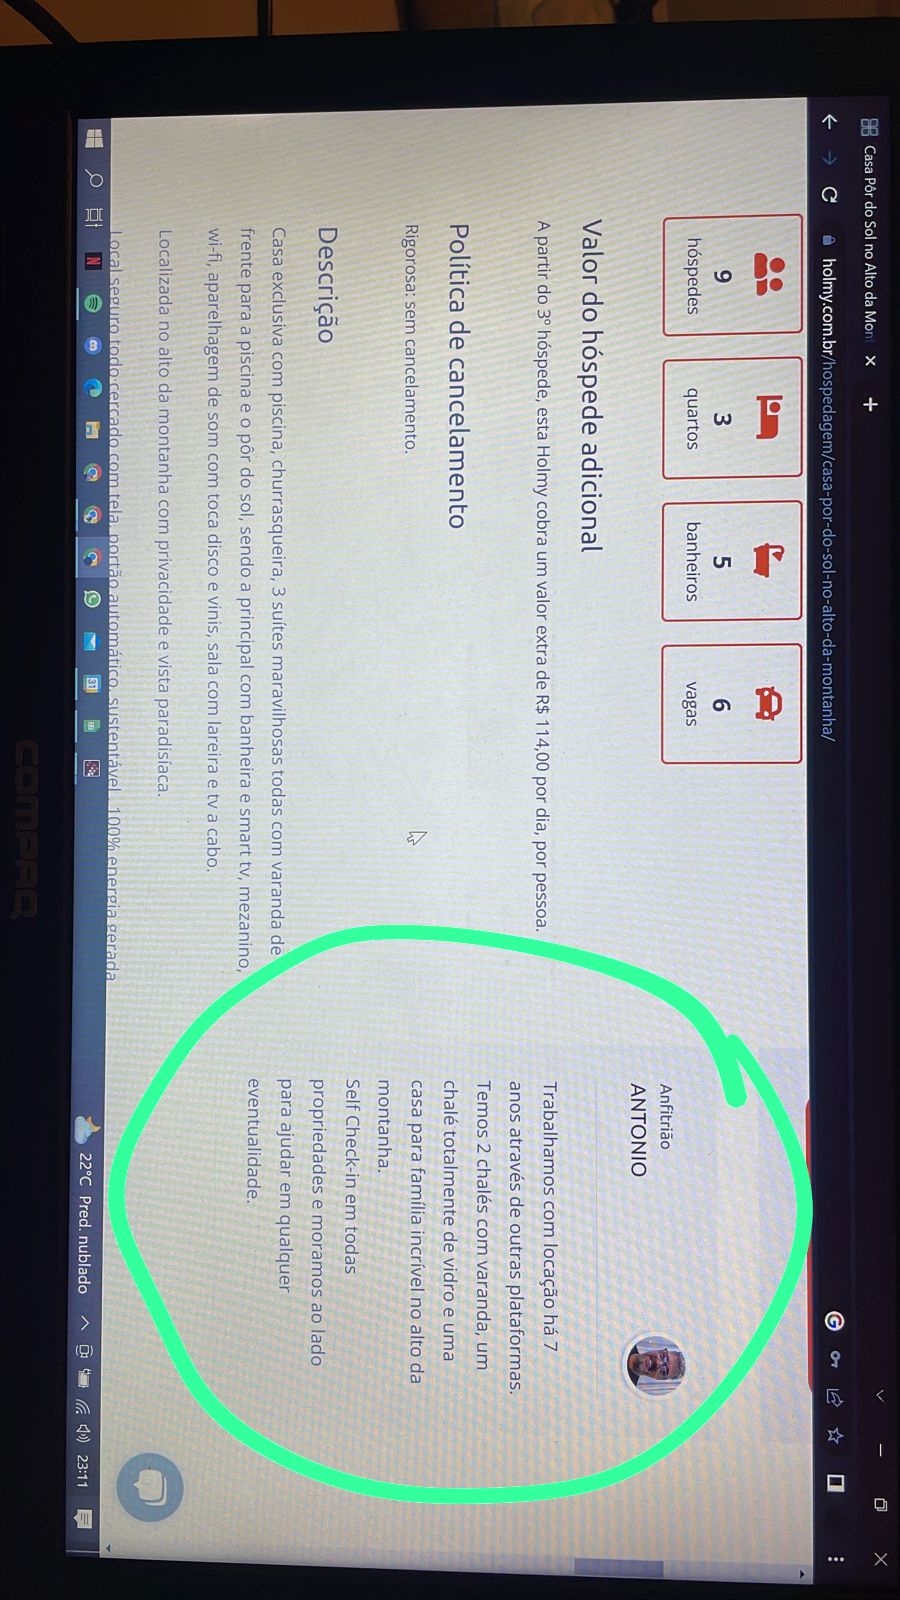 Casa Pôr do Sol no Alto da Mon
holmy.com.br/hospedagem/casa-por-do-sol-no-alto-da-montanha/
9
hóspedes
3
quartos
5
banheiros
6
vagas
Valor do hóspede adicional
A partir do 3º hóspede, esta Holmy cobra um valor extra de R$ 114,00 por dia, por pessoa.
Política de cancelamento
Rigorosa: sem cancelamento.
Descrição
Casa exclusiva com piscina, churrasqueira, 3 suítes maravilhosas todas com varanda de
frente para a piscina e o pôr do sol, sendo a principal com banheira e smart tv, mezanino,
wi-fi, aparelhagem de som com toca disco e vinis, sala com lareira e tv a cabo.
Localizada no alto da montanha com privacidade e vista paradisíaca.
Local seguro todo cercado com tela, portão automático, sustentável, 100% energia gerada
Anfitrião
ANTONIO
Trabalhamos com locação há 7
anos através de outras plataformas.
Temos 2 chalés com varanda, um
chalé totalmente de vidro e uma
casa para família incrível no alto da
montanha.
Self Check-in em todas
propriedades e moramos ao lado
para ajudar em qualquer
eventualidade.
22°C Pred. nublado
23:11
COMPAQ